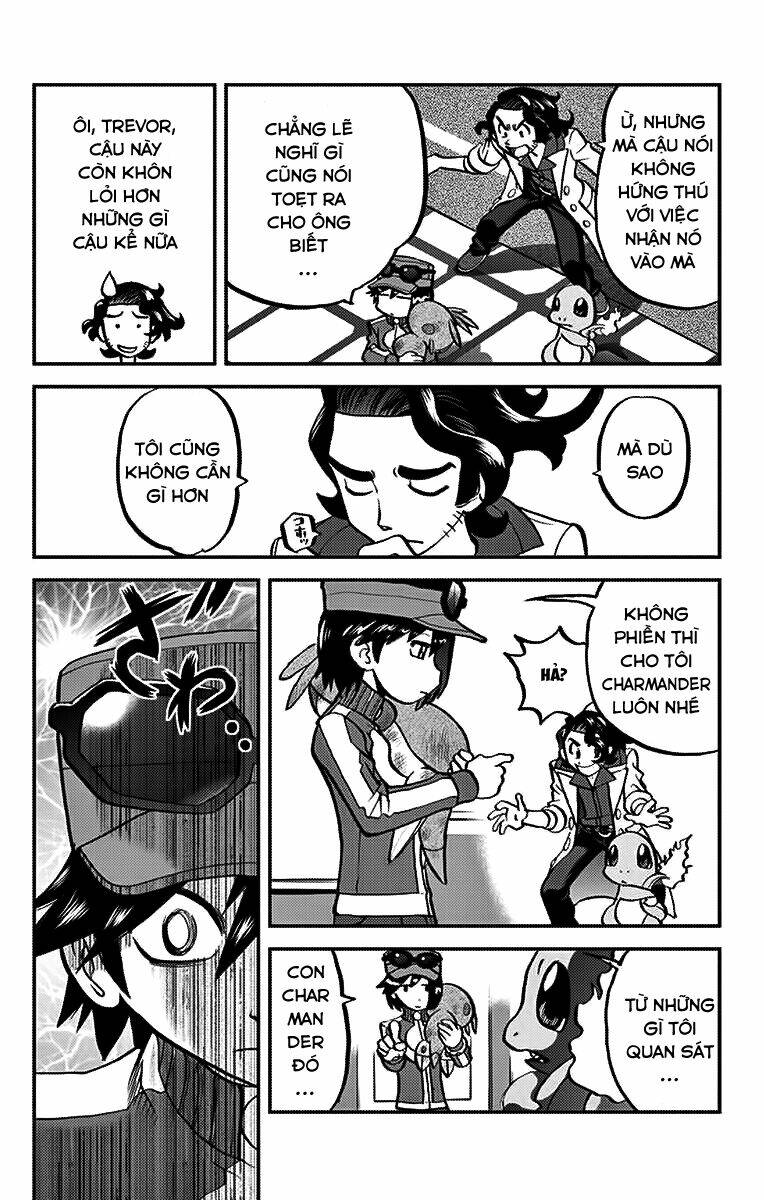 Ừ, NHƯNG
MÀ CẬU NÓI
KHÔNG
HỨNG THÚ
VỚI VIỆC
NHẬN NÓ
VÀO MÀ
CHẲNG LẼ
NGHĨ GÌ
CŨNG NÓI
TOẸT RA
CHO ÔNG
BIẾT
...
ÔI, TREVOR,
CẬU NÀY
CÒN KHÔN
LỎI HƠN
NHỮNG GÌ
CẬU KỂ NỮA
MÀ DÙ
SAO
TÔI CŨNG
KHÔNG CẦN
GÌ HƠN
KHÔNG
PHIỀN THÌ
CHO TÔI
CHARMANDER
LUÔN NHÉ
HẢ?
TỪ NHỮNG
GÌ TÔI
QUAN SÁT
...
CON
CHAR
MAN
DER
ĐÓ
...